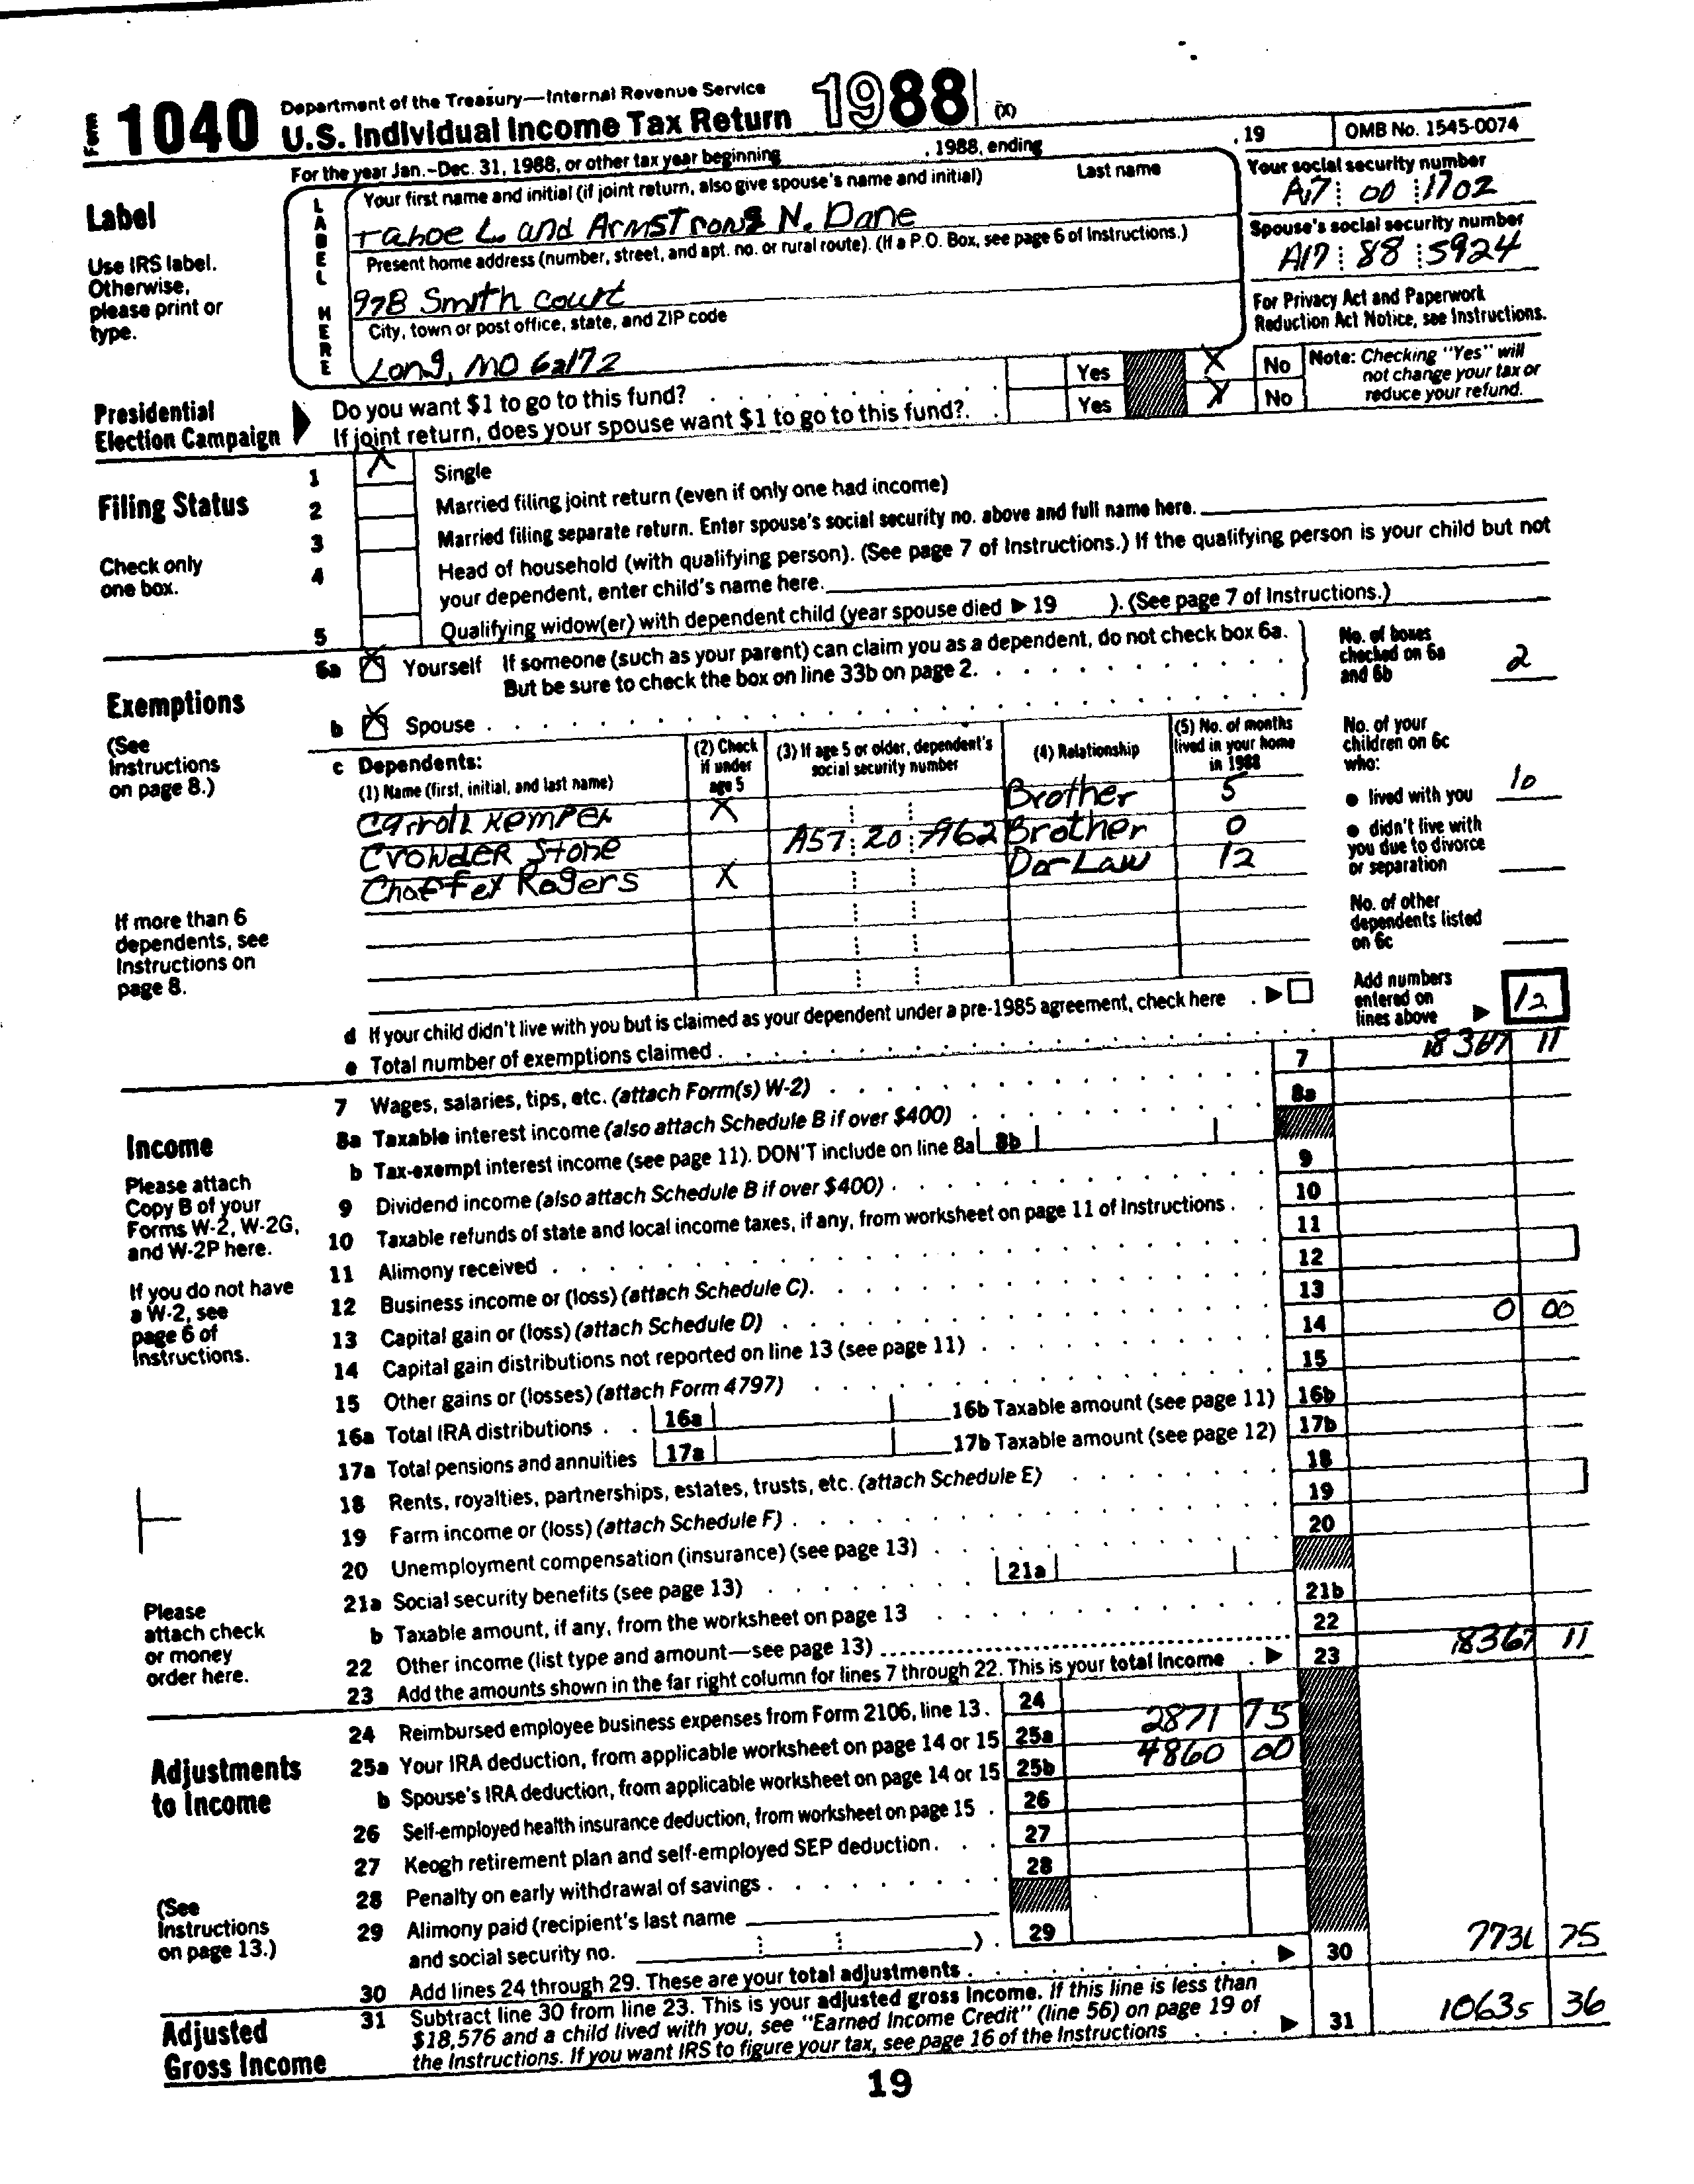 Form 1040 Department of the Treasury—Internal Revenue Service
U.S. Individual Income Tax Return 1988 (X)
For the year Jan.–Dec. 31, 1988, or other tax year beginning , 1988, ending , 19 OMB No. 1545-0074
Label
Use IRS label.
Otherwise,
please print or
type.
LABEL HERE
Your first name and initial (if joint return, also give spouse's name and initial) Last name
Tahoe L. and Armstrong N. Dane
Present home address (number, street, and apt. no. or rural route). (If a P.O. Box, see page 6 of Instructions.)
978 Smith Court
City, town or post office, state, and ZIP code
Long, MO 62172
Your social security number
A17 00 1702
Spouse's social security number
A17 88 5924
For Privacy Act and Paperwork
Reduction Act Notice, see Instructions.
Presidential
Election Campaign
Do you want $1 to go to this fund? Yes X No
If joint return, does your spouse want $1 to go to this fund? Yes X No
Note: Checking "Yes" will
not change your tax or
reduce your refund.
Filing Status
Check only
one box.
1 X Single
2 Married filing joint return (even if only one had income)
3 Married filing separate return. Enter spouse's social security no. above and full name here.
4 Head of household (with qualifying person). (See page 7 of Instructions.) If the qualifying person is your child but not
your dependent, enter child's name here.
5 Qualifying widow(er) with dependent child (year spouse died ▶ 19 ). (See page 7 of Instructions.)
Exemptions
(See
Instructions
on page 8.)
If more than 6
dependents, see
Instructions on
page 8.
6a X Yourself If someone (such as your parent) can claim you as a dependent, do not check box 6a.
But be sure to check the box on line 33b on page 2.
b X Spouse
No. of boxes
checked on 6a
and 6b 2
c Dependents:
(1) Name (first, initial, and last name)
(2) Check
if under
age 5
(3) If age 5 or older, dependent's
social security number
(4) Relationship
(5) No. of months
lived in your home
in 1988
Carroll Kemper X Brother 5
Crowder Stone A57 20 7962 Brother 0
Chaffey Rogers X Dar Law 12
No. of your
children on 6c
who:
● lived with you 10
● didn't live with
you due to divorce
or separation
No. of other
dependents listed
on 6c
d If your child didn't live with you but is claimed as your dependent under a pre-1985 agreement, check here ▶
e Total number of exemptions claimed
Add numbers
entered on
lines above ▶ 12
Income
Please attach
Copy B of your
Forms W-2, W-2G,
and W-2P here.
If you do not have
a W-2, see
page 6 of
Instructions.
Please
attach check
or money
order here.
7 Wages, salaries, tips, etc. (attach Form(s) W-2) 7 18367 11
8a Taxable interest income (also attach Schedule B if over $400) 8a
b Tax-exempt interest income (see page 11). DON'T include on line 8a 8b
9 Dividend income (also attach Schedule B if over $400) 9
10 Taxable refunds of state and local income taxes, if any, from worksheet on page 11 of Instructions 10
11 Alimony received 11
12 Business income or (loss) (attach Schedule C) 12
13 Capital gain or (loss) (attach Schedule D) 13
14 Capital gain distributions not reported on line 13 (see page 11) 14 0 00
15 Other gains or (losses) (attach Form 4797) 15
16a Total IRA distributions 16a 16b Taxable amount (see page 11) 16b
17a Total pensions and annuities 17a 17b Taxable amount (see page 12) 17b
18 Rents, royalties, partnerships, estates, trusts, etc. (attach Schedule E) 18
19 Farm income or (loss) (attach Schedule F) 19
20 Unemployment compensation (insurance) (see page 13) 20
21a Social security benefits (see page 13) 21a
b Taxable amount, if any, from the worksheet on page 13 21b
22 Other income (list type and amount—see page 13) 22
23 Add the amounts shown in the far right column for lines 7 through 22. This is your total income ▶ 23 18367 11
Adjustments
to Income
(See
Instructions
on page 13.)
24 Reimbursed employee business expenses from Form 2106, line 13. 24
25a Your IRA deduction, from applicable worksheet on page 14 or 15 25a 2871 75
b Spouse's IRA deduction, from applicable worksheet on page 14 or 15 25b 4860 00
26 Self-employed health insurance deduction, from worksheet on page 15 26
27 Keogh retirement plan and self-employed SEP deduction 27
28 Penalty on early withdrawal of savings 28
29 Alimony paid (recipient's last name
and social security no. ) 29
30 Add lines 24 through 29. These are your total adjustments ▶ 30 7731 75
Adjusted
Gross Income
31 Subtract line 30 from line 23. This is your adjusted gross income. If this line is less than
$18,576 and a child lived with you, see "Earned Income Credit" (line 56) on page 19 of
the Instructions. If you want IRS to figure your tax, see page 16 of the Instructions ▶ 31 10635 36
19